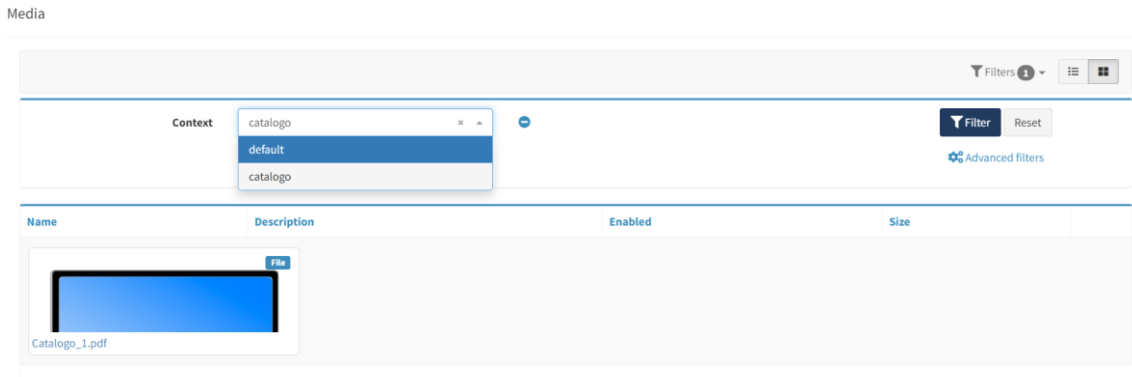 Media
Filters 1
Context catalogo × Filter Reset
default Advanced filters
catalogo
Name Description Enabled Size
File
Catalogo_1.pdf